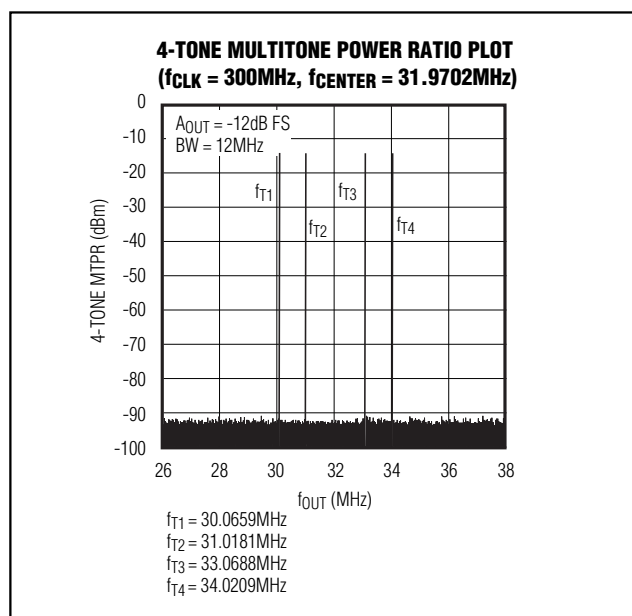 4-TONE MULTITONE POWER RATIO PLOT
(fCLK = 300MHz, fCENTER = 31.9702MHz)
0
-10
-20
-30
-40
-50
-60
-70
-80
-90
-100
4-TONE MTPR (dBm)
AOUT = -12dB FS
BW = 12MHz
fT1
fT2
fT3
fT4
26 28 30 32 34 36 38
fOUT (MHz)
fT1 = 30.0659MHz
fT2 = 31.0181MHz
fT3 = 33.0688MHz
fT4 = 34.0209MHz